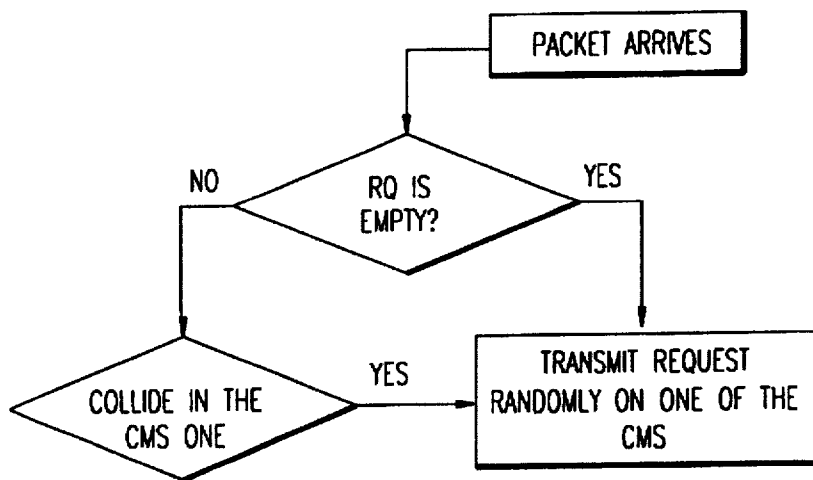 PACKET ARRIVES
NO
RQ IS
EMPTY?
YES
COLLIDE IN THE
CMS ONE
YES
TRANSMIT REQUEST
RANDOMLY ON ONE OF THE
CMS